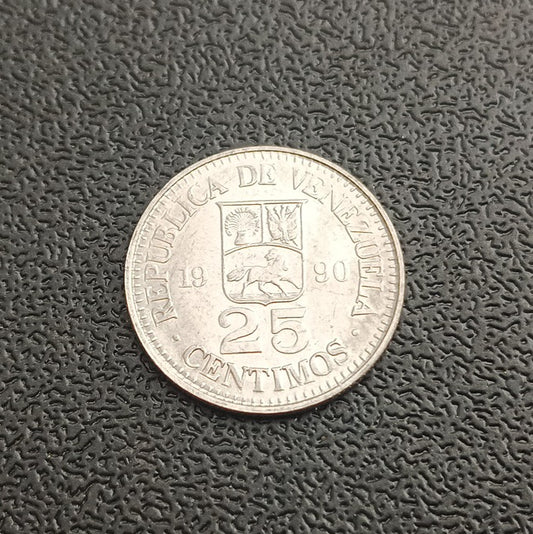 REPUBLICA DE VENEZUELA
19 90
25
CENTIMOS